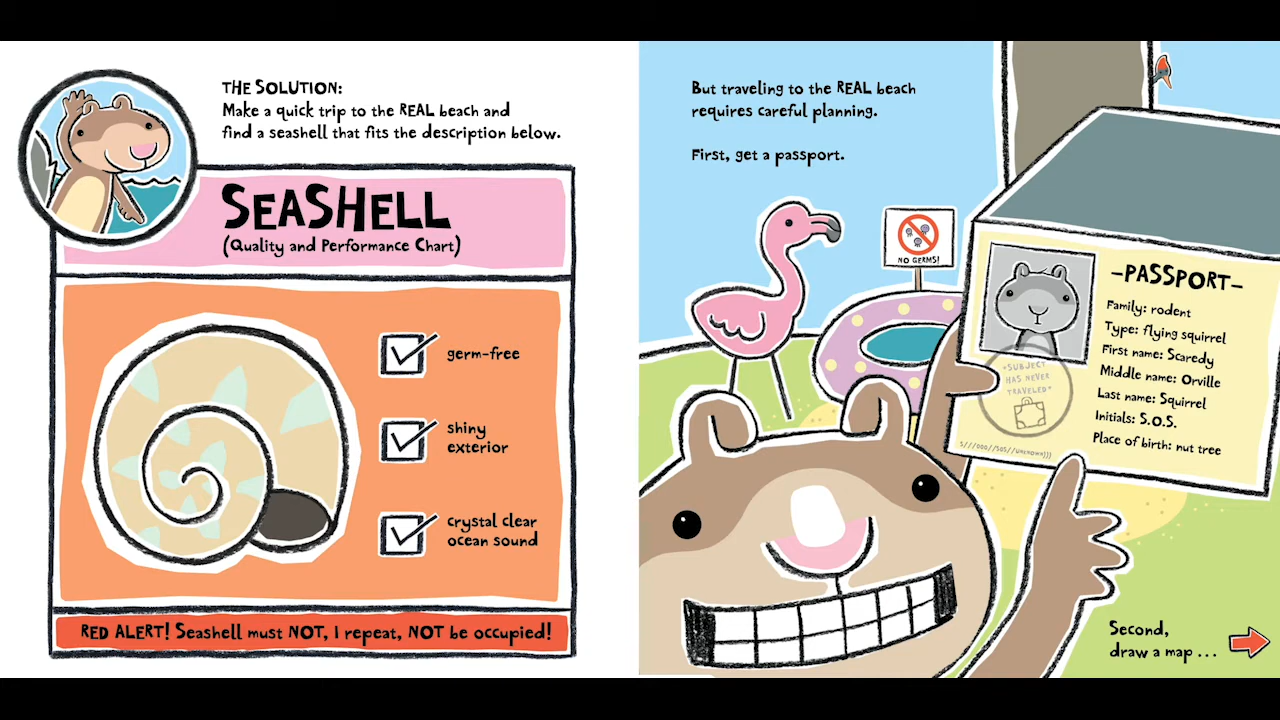 THE SOLUTION:
Make a quick trip to the REAL beach and
find a seashell that fits the description below.
SEASHELL
(Quality and Performance Chart)
germ-free
shiny
exterior
crystal clear
ocean sound
RED ALERT! Seashell must NOT, I repeat, NOT be occupied!
But traveling to the REAL beach
requires careful planning.
First, get a passport.
NO GERMS!
-PASSPORT-
Family: rodent
Type: flying squirrel
First name: Scaredy
Middle name: Orville
Last name: Squirrel
Initials: S.O.S.
Place of birth: nut tree
•SUBJECT
HAS NEVER
TRAVELED•
Second,
draw a map ...